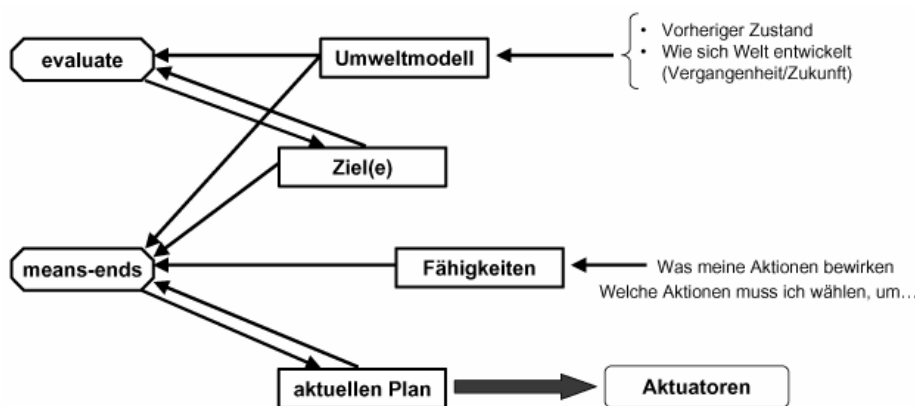 evaluate
Umweltmodell
• Vorheriger Zustand
• Wie sich Welt entwickelt
(Vergangenheit/Zukunft)
Ziel(e)
means-ends
Fähigkeiten
Was meine Aktionen bewirken
Welche Aktionen muss ich wählen, um…
aktuellen Plan
Aktuatoren